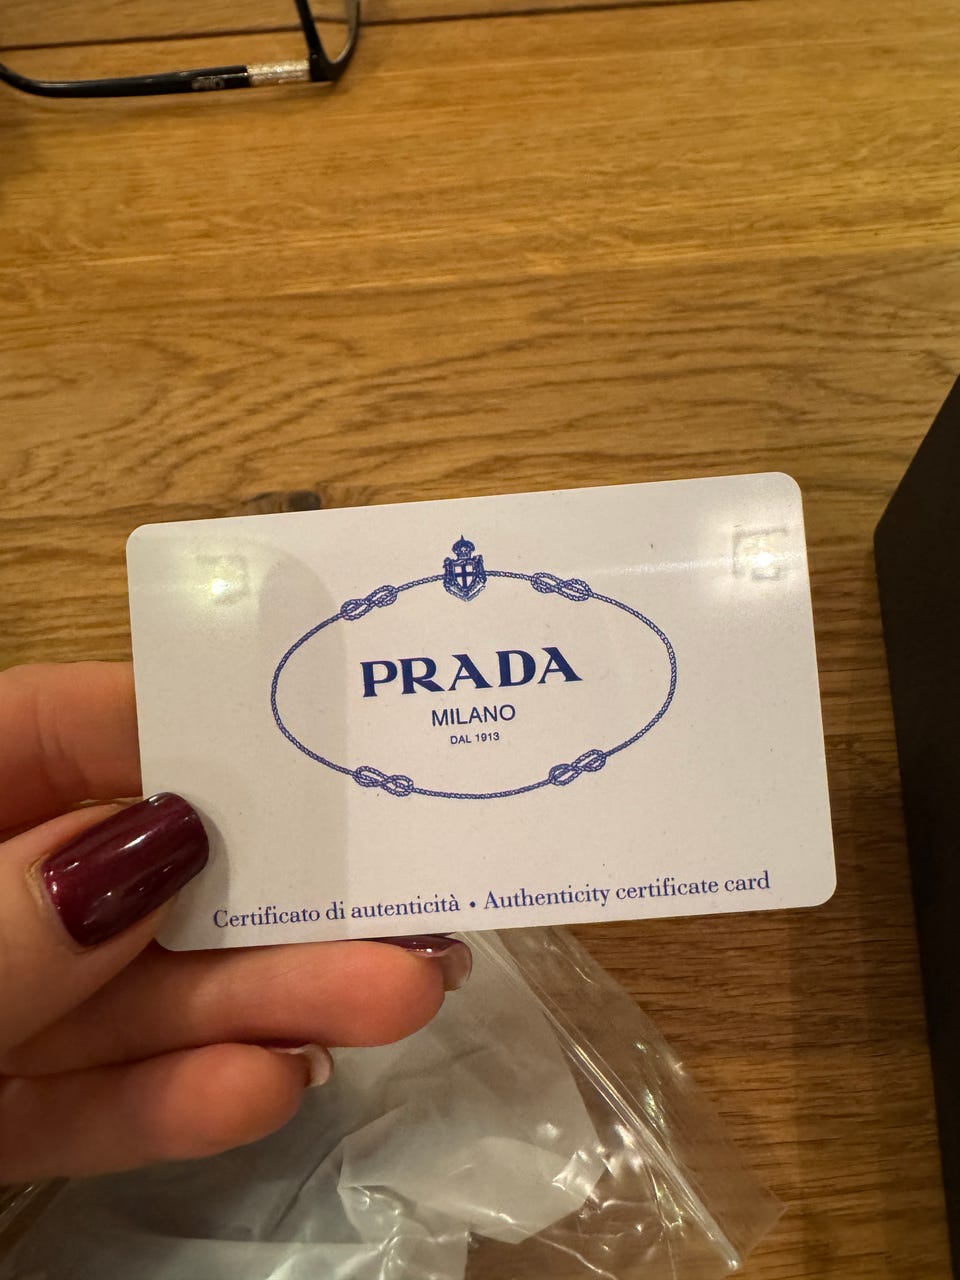 PRADA
MILANO
DAL 1913
Certificato di autenticità • Authenticity certificate card